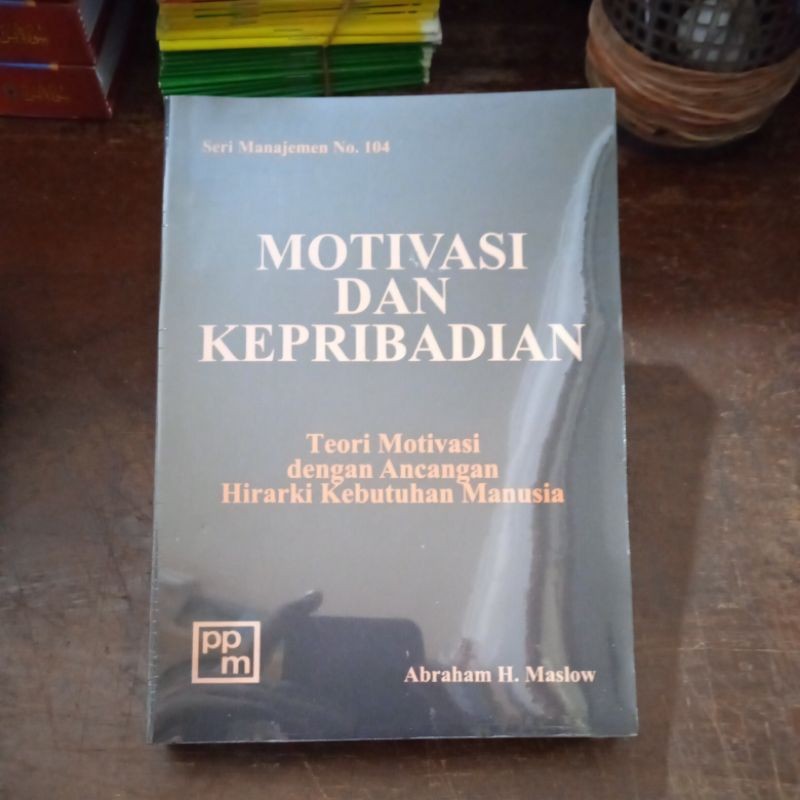 Seri Manajemen No. 104
MOTIVASI
DAN
KEPRIBADIAN
Teori Motivasi
dengan Ancangan
Hirarki Kebutuhan Manusia
ppm
Abraham H. Maslow